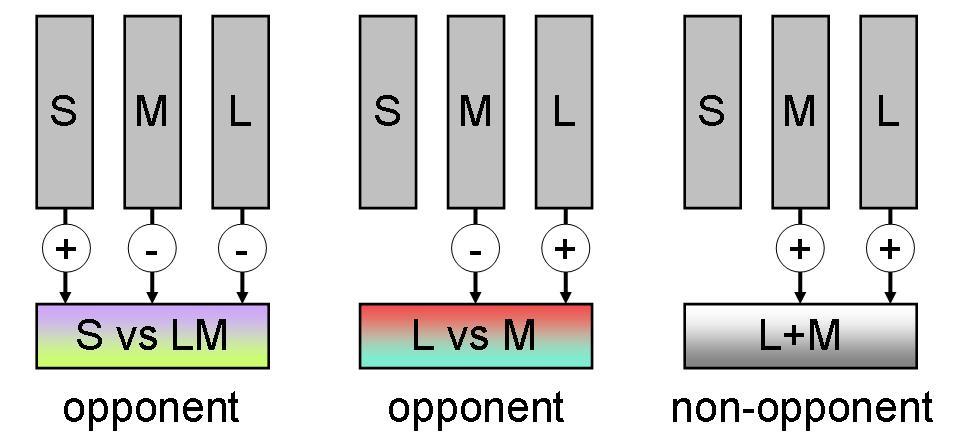 S M L S M L S M L
+ - - - + + +
S vs LM L vs M L+M
opponent opponent non-opponent